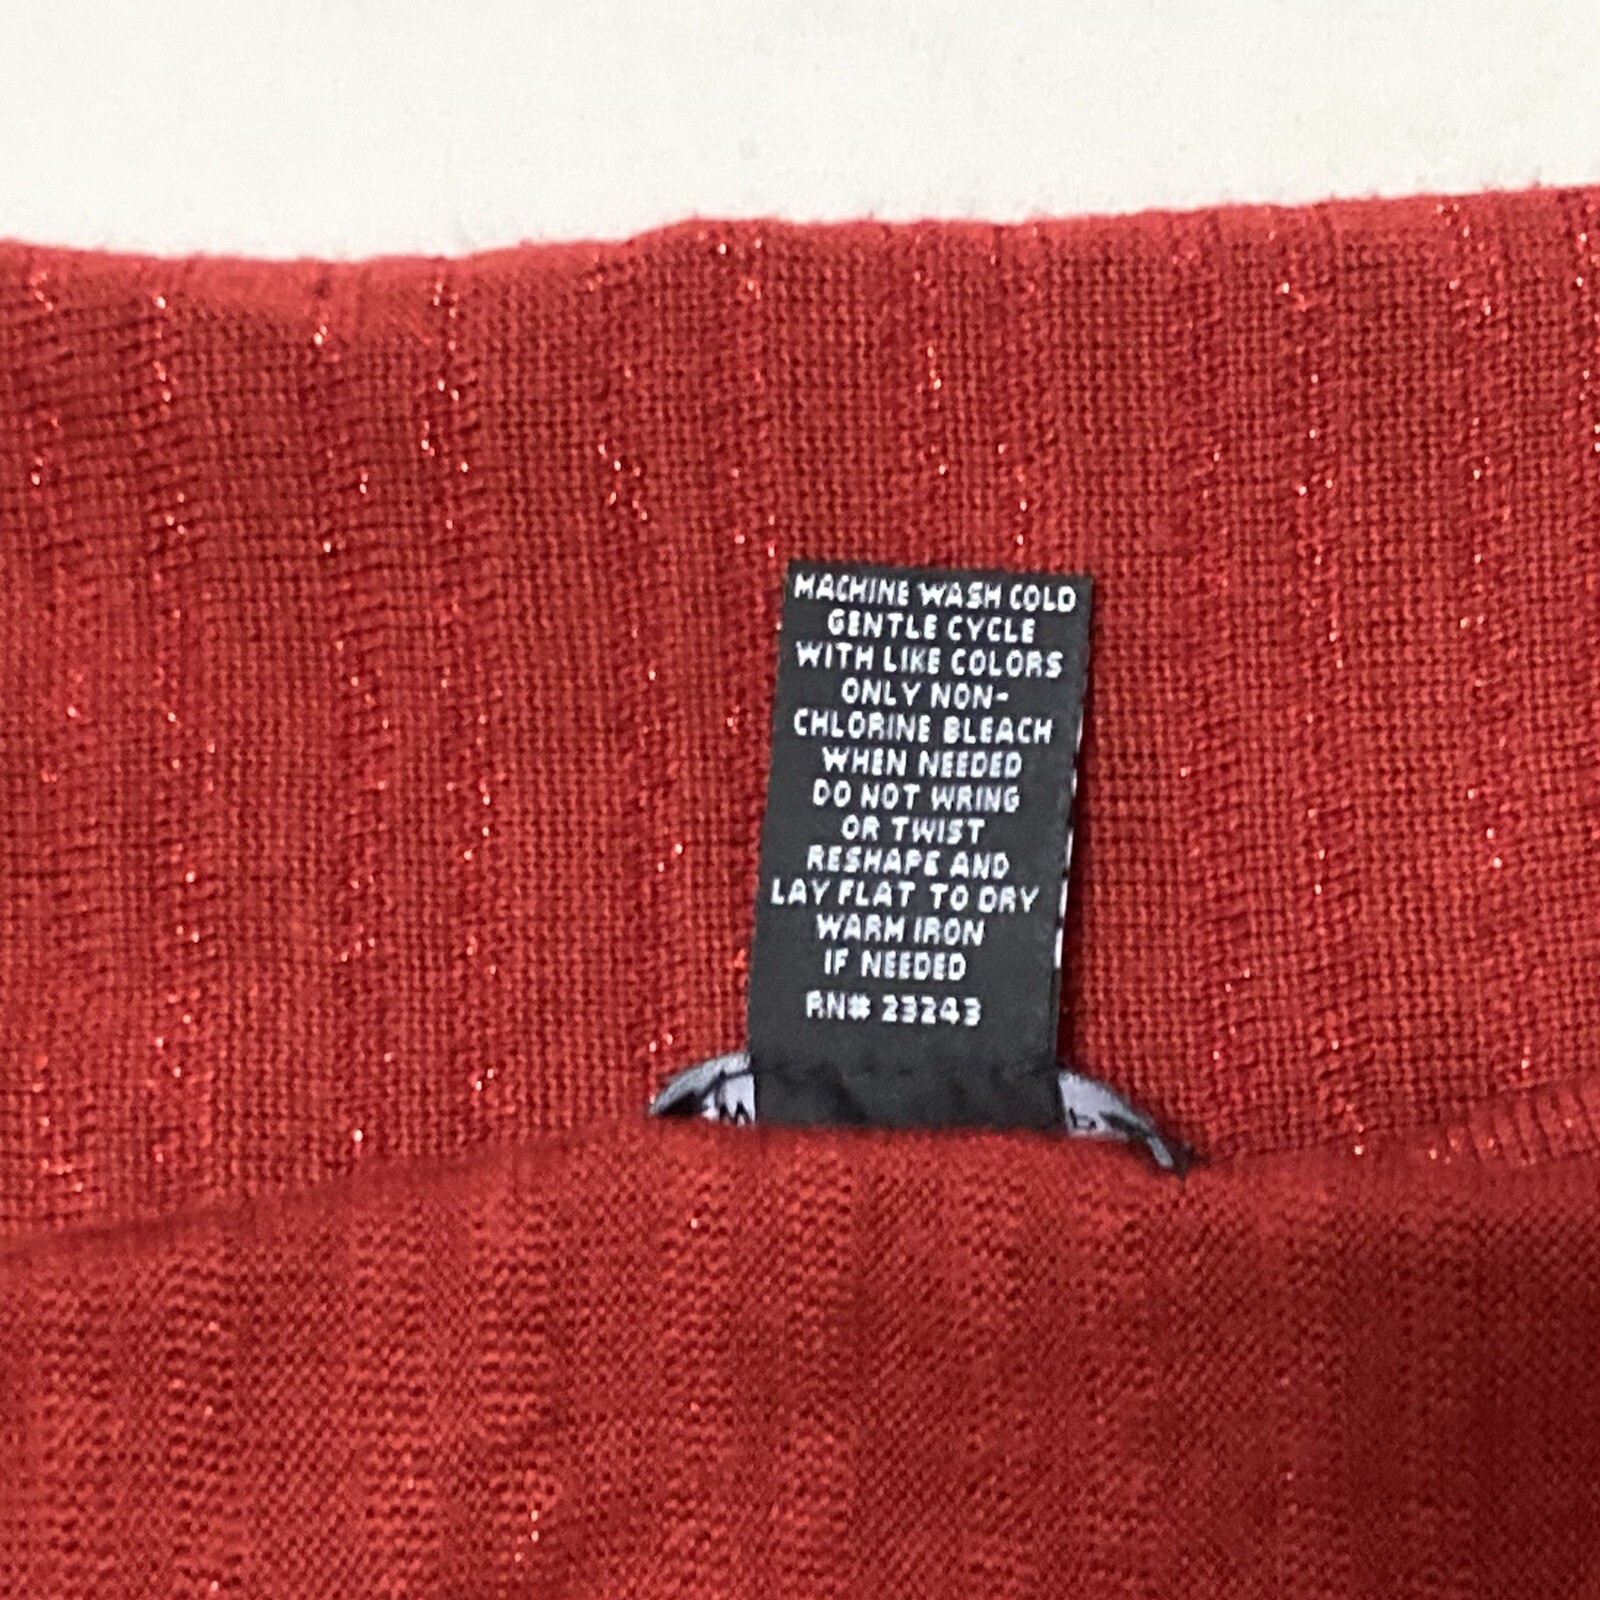 MACHINE WASH COLD
GENTLE CYCLE
WITH LIKE COLORS
ONLY NON-
CHLORINE BLEACH
WHEN NEEDED
DO NOT WRING
OR TWIST
RESHAPE AND
LAY FLAT TO DRY
WARM IRON
IF NEEDED
RN# 23243